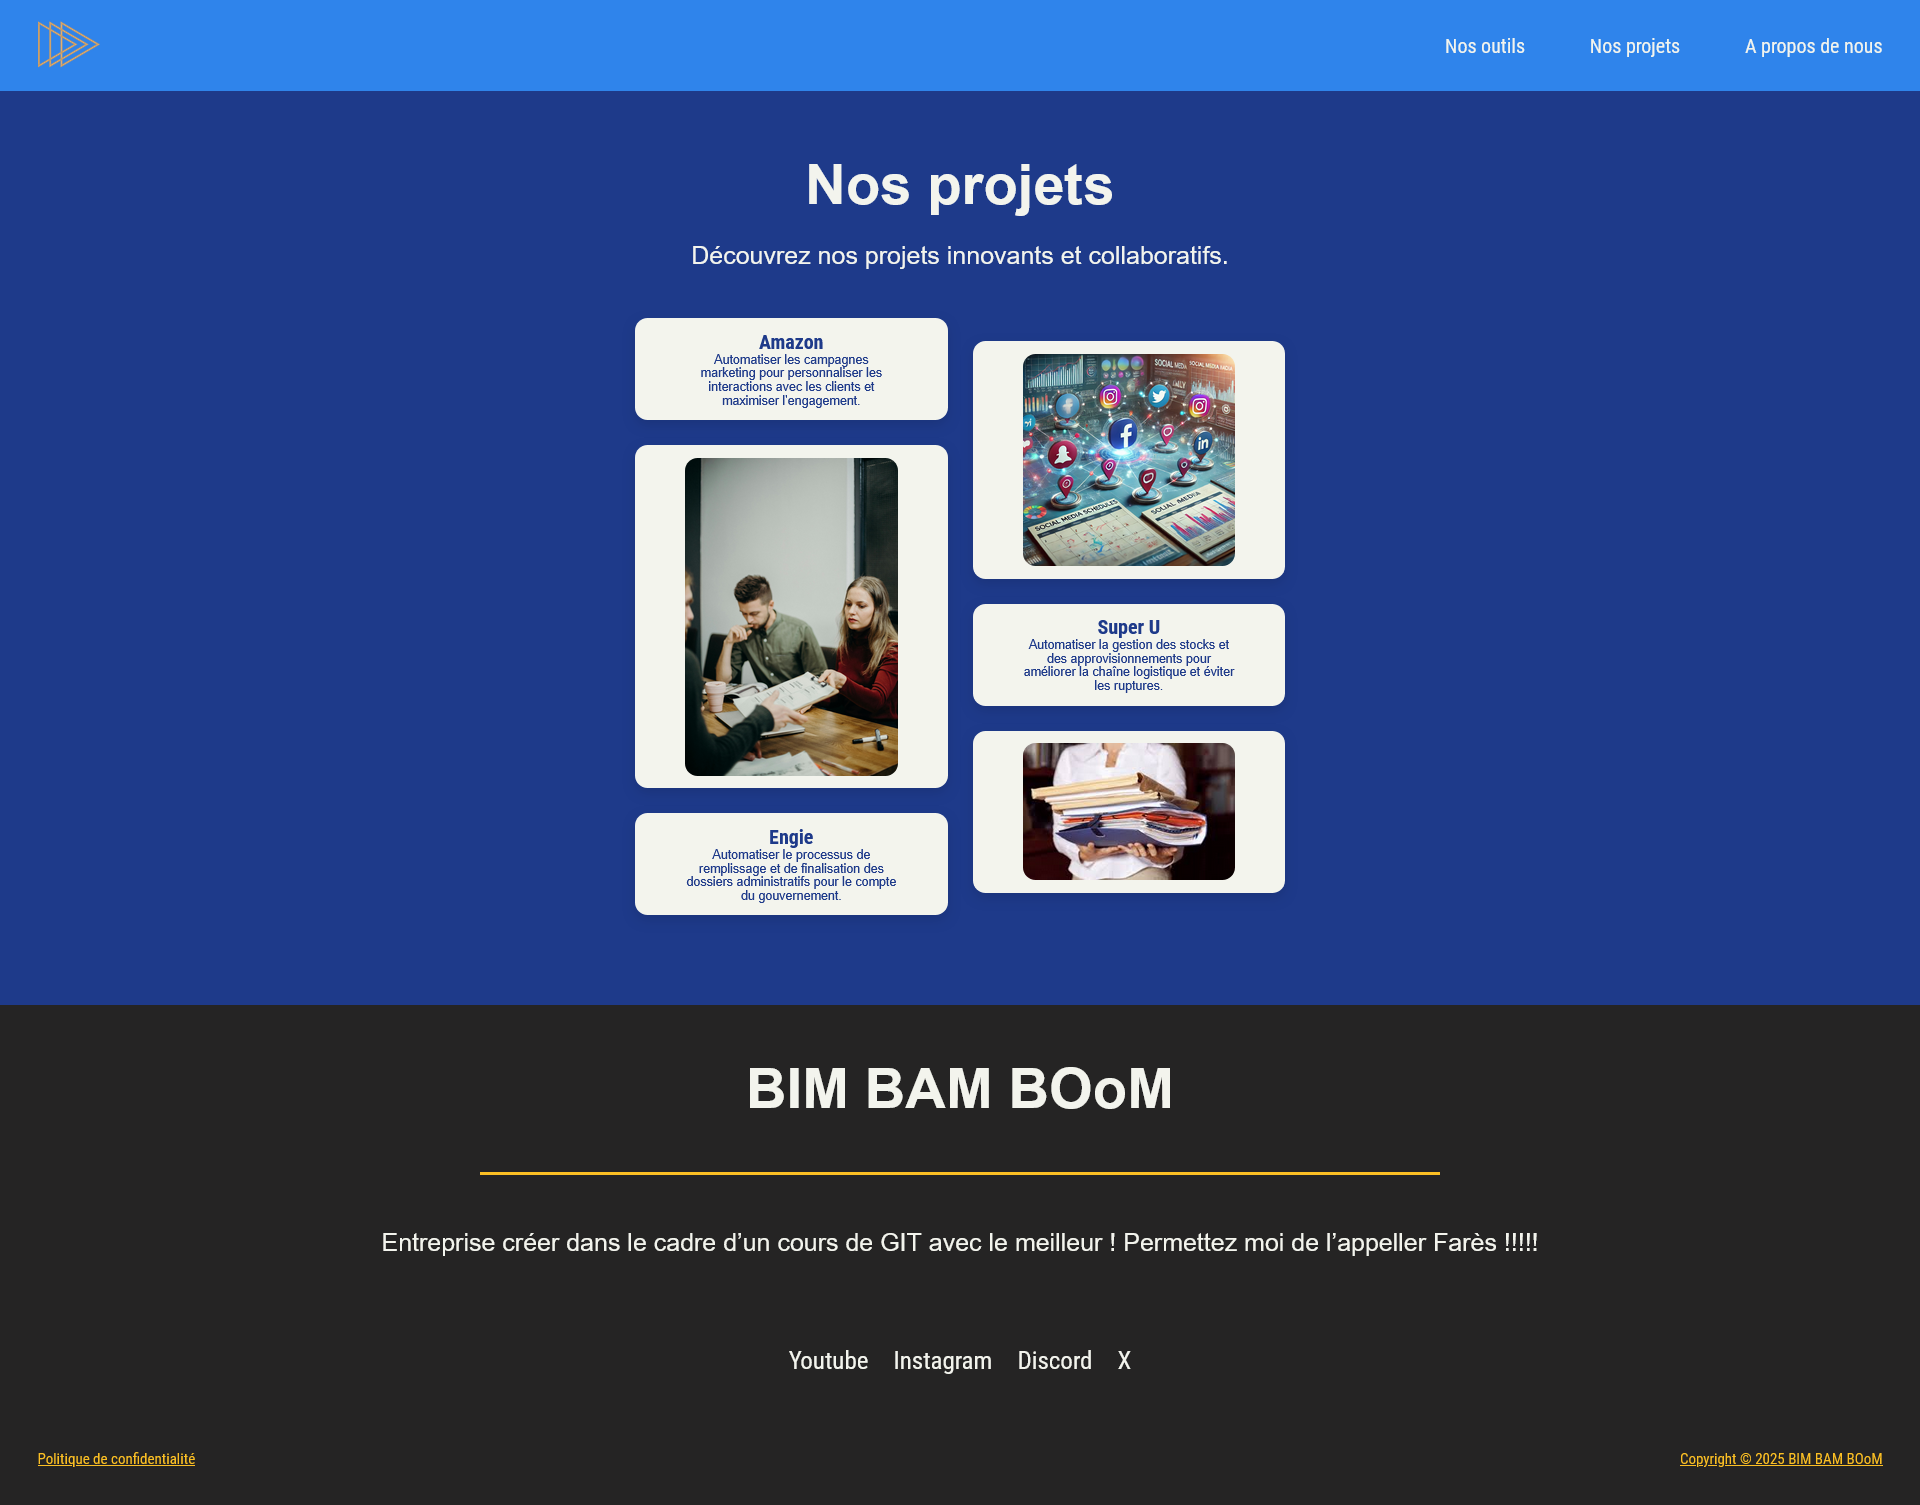 Nos outils
Nos projets
A propos de nous
Nos projets
Découvrez nos projets innovants et collaboratifs.
Amazon
Automatiser les campagnes
marketing pour personnaliser les
interactions avec les clients et
maximiser l’engagement.
SOCIAL MEDIA
SOCIAL MEDIA SCHEDULES
Super U
Automatiser la gestion des stocks et
des approvisionnements pour
améliorer la chaîne logistique et éviter
les ruptures.
Engie
Automatiser le processus de
remplissage et de finalisation des
dossiers administratifs pour le compte
du gouvernement.
BIM BAM BOoM
Entreprise créer dans le cadre d’un cours de GIT avec le meilleur ! Permettez moi de l’appeller Farès !!!!!
Youtube
Instagram
Discord
X
Politique de confidentialité
Copyright © 2025 BIM BAM BOoM